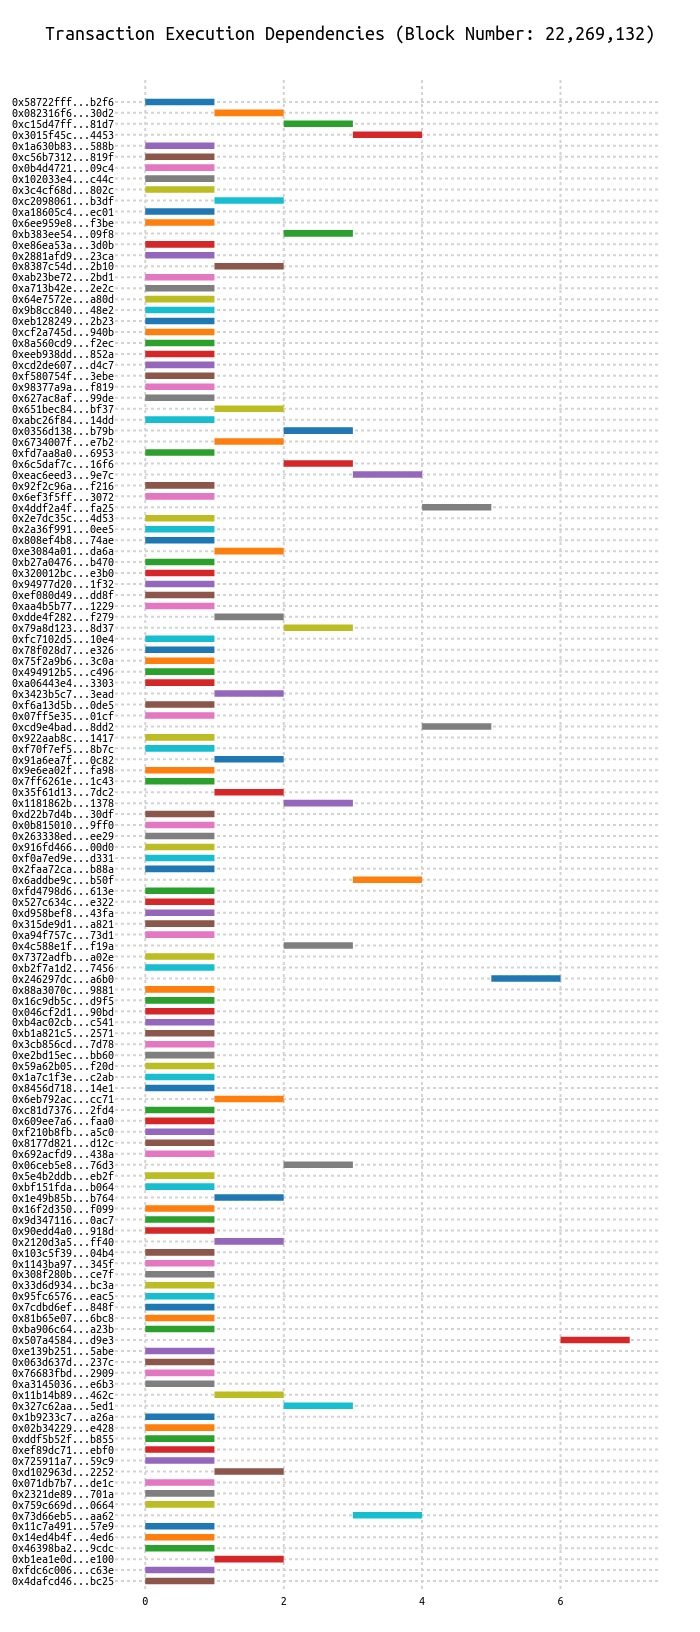 Transaction Execution Dependencies (Block Number: 22,269,132)
0x58722fff...b2f6
0x082316f6...30d2
0xc15d47ff...81d7
0x3015f45c...4453
0x1a630b83...588b
0xc56b7312...819f
0x0b4d4721...09c4
0x102033e4...c44c
0x3c4cf68d...802c
0xc2098061...b3df
0xa18605c4...ec01
0x6ee959e8...f3be
0xb383ee54...09f8
0xe86ea53a...3d0b
0x2881afd9...23ca
0x8387c54d...2b10
0xab23be72...2bd1
0xa713b42e...2e2c
0x64e7572e...a80d
0x9b8cc840...48e2
0xeb128249...2b23
0xcf2a745d...940b
0x8a560cd9...f2ec
0xeeb938dd...852a
0xcd2de607...d4c7
0xf580754f...3ebe
0x98377a9a...f819
0x627ac8af...99de
0x651bec84...bf37
0xabc26f84...14dd
0x0356d138...b79b
0x6734007f...e7b2
0xfd7aa8a0...6953
0x6c5daf7c...16f6
0xeac6eed3...9e7c
0x92f2c96a...f216
0x6ef3f5ff...3072
0x4ddf2a4f...fa25
0x2e7dc35c...4d53
0x2a36f991...0ee5
0x808ef4b8...74ae
0xe3084a01...da6a
0xb27a0476...b470
0x320012bc...e3b0
0x94977d20...1f32
0xef080d49...dd8f
0xaa4b5b77...1229
0xdde4f282...f279
0x79a8d123...8d37
0xfc7102d5...10e4
0x78f028d7...e326
0x75f2a9b6...3c0a
0x494912b5...c496
0xa06443e4...3303
0x3423b5c7...3ead
0xf6a13d5b...0de5
0x07ff5e35...01cf
0xcd9e4bad...8dd2
0x922aab8c...1417
0xf70f7ef5...8b7c
0x91a6ea7f...0c82
0x9e6ea02f...fa98
0x7ff6261e...1c43
0x35f61d13...7dc2
0x1181862b...1378
0xd22b7d4b...30df
0x0b815010...9ff0
0x263338ed...ee29
0x916fd466...00d0
0xf0a7ed9e...d331
0x2faa72ca...b88a
0x6addbe9c...b50f
0xfd4798d6...613e
0x527c634c...e322
0xd958bef8...43fa
0x315de9d1...a821
0xa94f757c...73d1
0x4c588e1f...f19a
0x7372adfb...a02e
0xb2f7a1d2...7456
0x246297dc...a6b0
0x88a3070c...9881
0x16c9db5c...d9f5
0x046cf2d1...90bd
0xb4ac02cb...c541
0xb1a821c5...2571
0x3cb856cd...7d78
0xe2bd15ec...bb60
0x59a62b05...f20d
0x1a7c1f3e...c2ab
0x8456d718...14e1
0x6eb792ac...cc71
0xc81d7376...2fd4
0x609ee7a6...faa0
0xf210b8fb...a5c0
0x8177d821...d12c
0x692acfd9...438a
0x06ceb5e8...76d3
0x5e4b2ddb...eb2f
0xbf151fda...b064
0x1e49b85b...b764
0x16f2d350...f099
0x9d347116...0ac7
0x90edd4a0...918d
0x2120d3a5...ff40
0x103c5f39...04b4
0x1143ba97...345f
0x308f280b...ce7f
0x33d6d934...bc3a
0x95fc6576...eac5
0x7cdbd6ef...848f
0x81b65e07...6bc8
0xba906c64...a23b
0x507a4584...d9e3
0xe139b251...5abe
0x063d637d...237c
0x76683fbd...2909
0xa3145036...e6b3
0x11b14b89...462c
0x327c62aa...5ed1
0x1b9233c7...a26a
0x02b34229...e428
0xddf5b52f...b855
0xef89dc71...ebf0
0x725911a7...59c9
0xd102963d...2252
0x071db7b7...de1c
0x2321de89...701a
0x759c669d...0664
0x73d66eb5...aa62
0x11c7a491...57e9
0x14ed4b4f...4ed6
0x46398ba2...9cdc
0xb1ea1e0d...e100
0xfdc6c006...c63e
0x4dafcd46...bc25
0 2 4 6